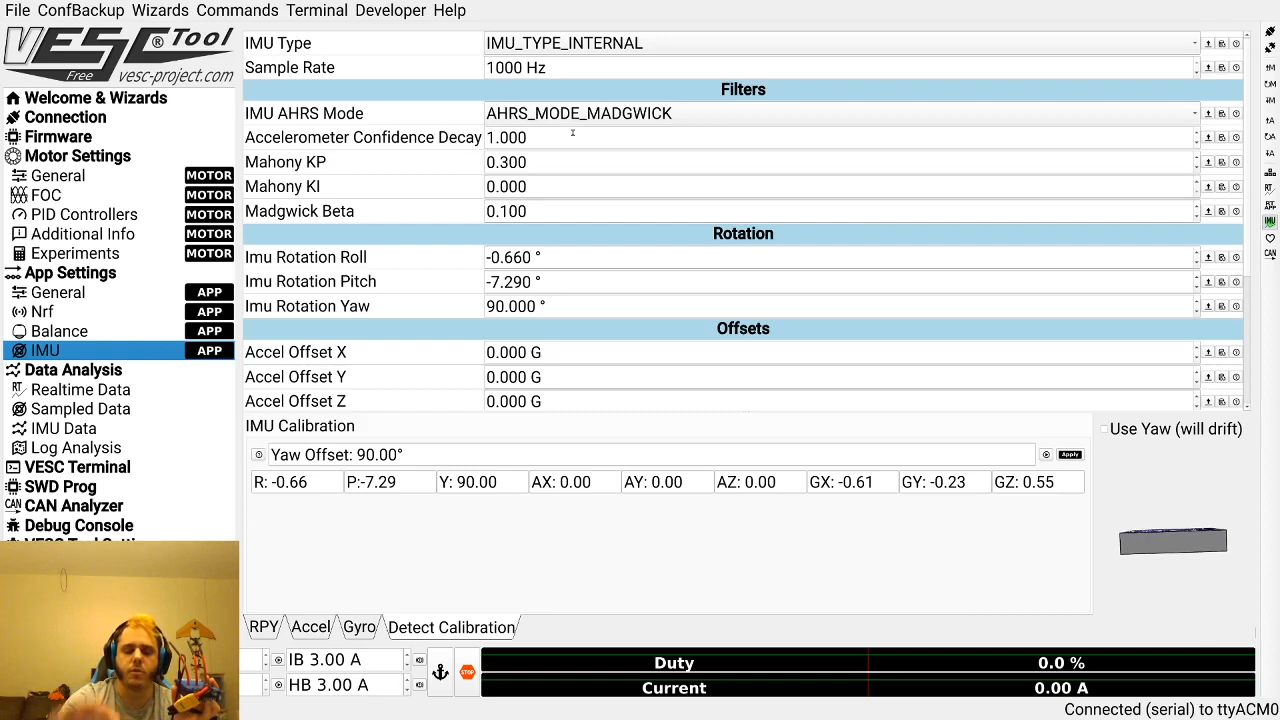 File ConfBackup Wizards Commands Terminal Developer Help
VESC® Tool
Free vesc-project.com
Welcome & Wizards
Connection
Firmware
Motor Settings
General MOTOR
FOC MOTOR
PID Controllers MOTOR
Additional Info MOTOR
Experiments MOTOR
App Settings
General APP
Nrf APP
Balance APP
IMU APP
Data Analysis
RT Realtime Data
Sampled Data
IMU Data
Log Analysis
VESC Terminal
SWD Prog
CAN CAN Analyzer
Debug Console
IMU Type IMU_TYPE_INTERNAL
Sample Rate 1000 Hz
Filters
IMU AHRS Mode AHRS_MODE_MADGWICK
Accelerometer Confidence Decay 1.000
Mahony KP 0.300
Mahony KI 0.000
Madgwick Beta 0.100
Rotation
Imu Rotation Roll -0.660 °
Imu Rotation Pitch -7.290 °
Imu Rotation Yaw 90.000 °
Offsets
Accel Offset X 0.000 G
Accel Offset Y 0.000 G
Accel Offset Z 0.000 G
IMU Calibration
Use Yaw (will drift)
Yaw Offset: 90.00° Apply
R: -0.66 P:-7.29 Y: 90.00 AX: 0.00 AY: 0.00 AZ: 0.00 GX: -0.61 GY: -0.23 GZ: 0.55
RPY Accel Gyro Detect Calibration
IB 3.00 A
HB 3.00 A
STOP
Duty 0.0 %
Current 0.00 A
Connected (serial) to ttyACM0
IMU
CAN